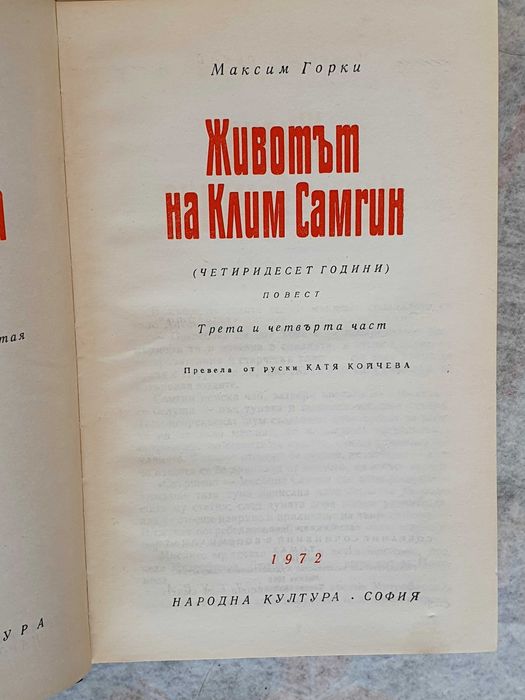 Максим Горки
Животът
на Клим Самгин
(ЧЕТИРИДЕСЕТ ГОДИНИ)
ПОВЕСТ
Трета и четвърта част
Превела от руски КАТЯ КОЙЧЕВА
1972
НАРОДНА КУЛТУРА · СОФИЯ